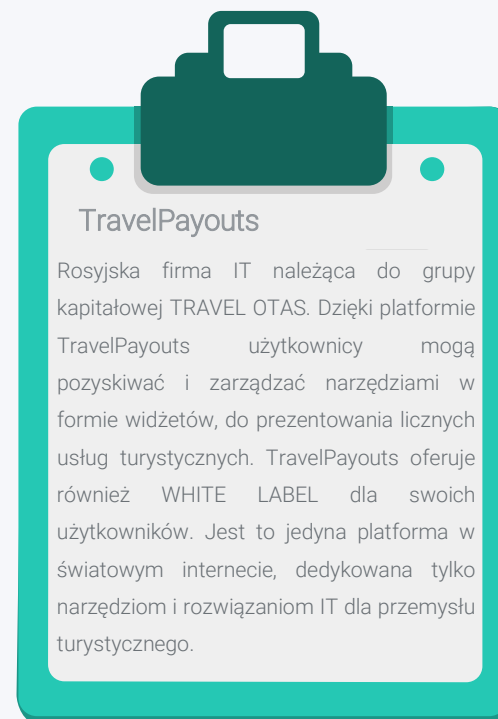 TravelPayouts
Rosyjska firma IT należąca do grupy
kapitałowej TRAVEL OTAS. Dzięki platformie
TravelPayouts użytkownicy mogą
pozyskiwać i zarządzać narzędziami w
formie widżetów, do prezentowania licznych
usług turystycznych. TravelPayouts oferuje
również WHITE LABEL dla swoich
użytkowników. Jest to jedyna platforma w
światowym internecie, dedykowana tylko
narzędziom i rozwiązaniom IT dla przemysłu
turystycznego.